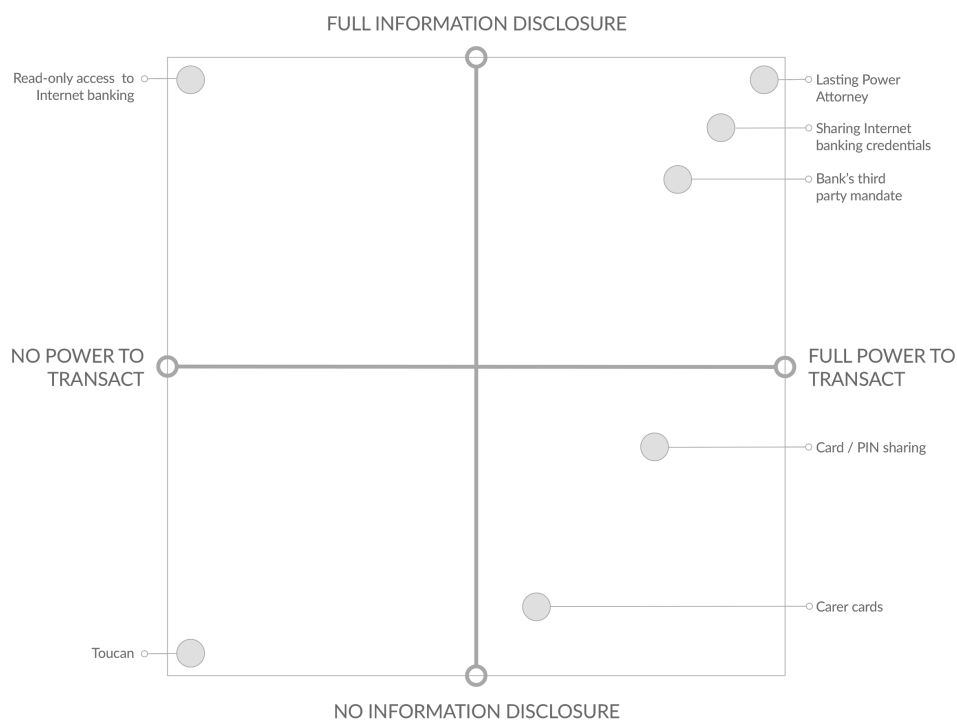 FULL INFORMATION DISCLOSURE
Read-only access to
Internet banking
Lasting Power
Attorney
Sharing Internet
banking credentials
Bank's third
party mandate
NO POWER TO
TRANSACT
FULL POWER TO
TRANSACT
Card / PIN sharing
Carer cards
Toucan
NO INFORMATION DISCLOSURE